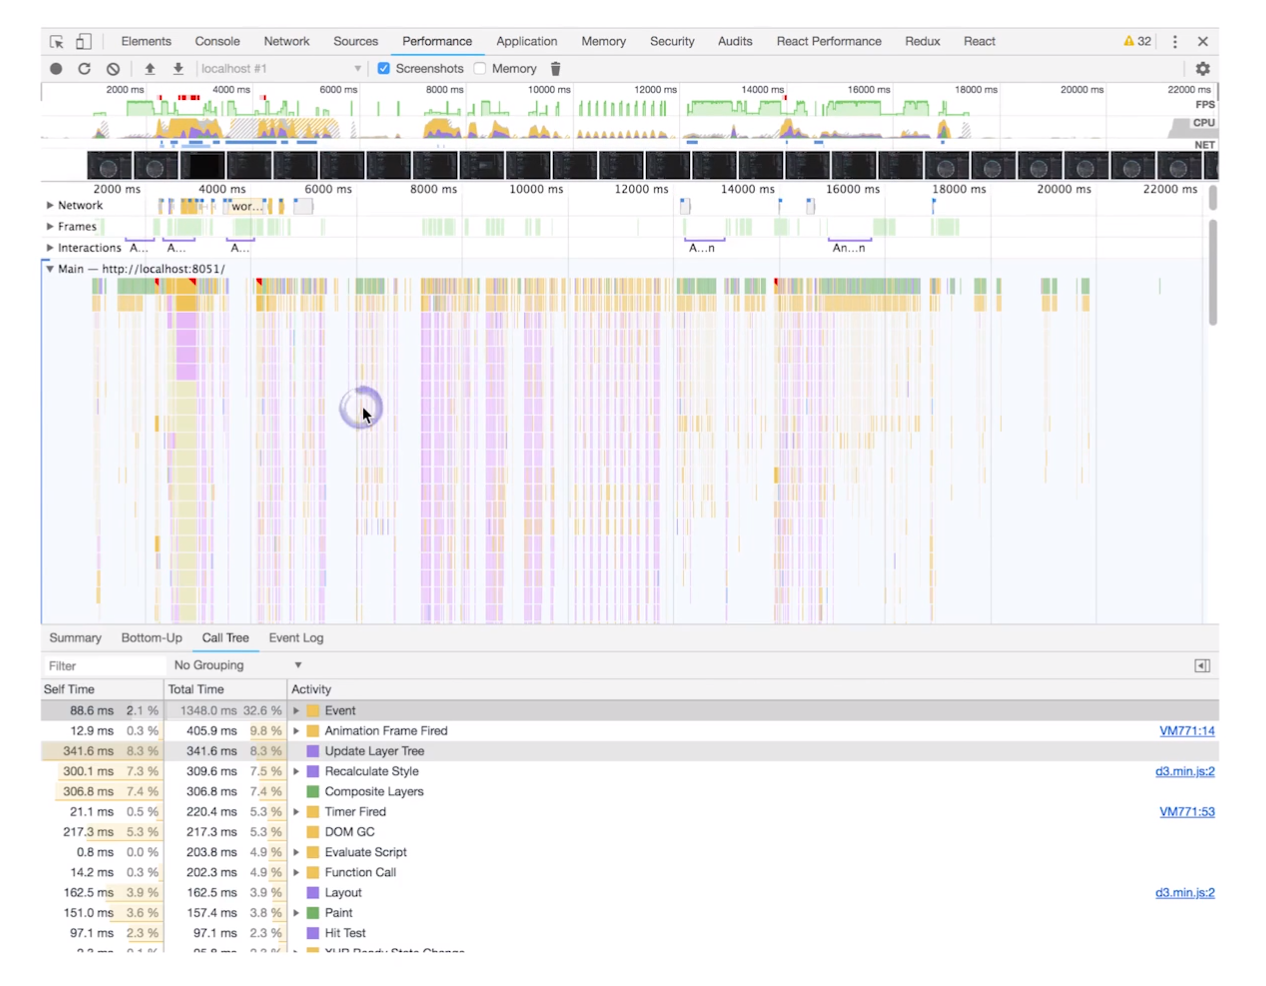 Elements Console Network Sources Performance Application Memory Security Audits React Performance Redux React 32
localhost #1 Screenshots Memory
2000 ms 4000 ms 6000 ms 8000 ms 10000 ms 12000 ms 14000 ms 16000 ms 18000 ms 20000 ms 22000 ms
FPS
CPU
NET
2000 ms 4000 ms 6000 ms 8000 ms 10000 ms 12000 ms 14000 ms 16000 ms 18000 ms 20000 ms 22000 ms
Network wor...
Frames
Interactions A... A... A... A...n An...n
Main — http://localhost:8051/
Summary Bottom-Up Call Tree Event Log
Filter No Grouping
Self Time Total Time Activity
88.6 ms 2.1 % 1348.0 ms 32.6 % Event
12.9 ms 0.3 % 405.9 ms 9.8 % Animation Frame Fired VM771:14
341.6 ms 8.3 % 341.6 ms 8.3 % Update Layer Tree
300.1 ms 7.3 % 309.6 ms 7.5 % Recalculate Style d3.min.js:2
306.8 ms 7.4 % 306.8 ms 7.4 % Composite Layers
21.1 ms 0.5 % 220.4 ms 5.3 % Timer Fired VM771:53
217.3 ms 5.3 % 217.3 ms 5.3 % DOM GC
0.8 ms 0.0 % 203.8 ms 4.9 % Evaluate Script
14.2 ms 0.3 % 202.3 ms 4.9 % Function Call
162.5 ms 3.9 % 162.5 ms 3.9 % Layout d3.min.js:2
151.0 ms 3.6 % 157.4 ms 3.8 % Paint
97.1 ms 2.3 % 97.1 ms 2.3 % Hit Test